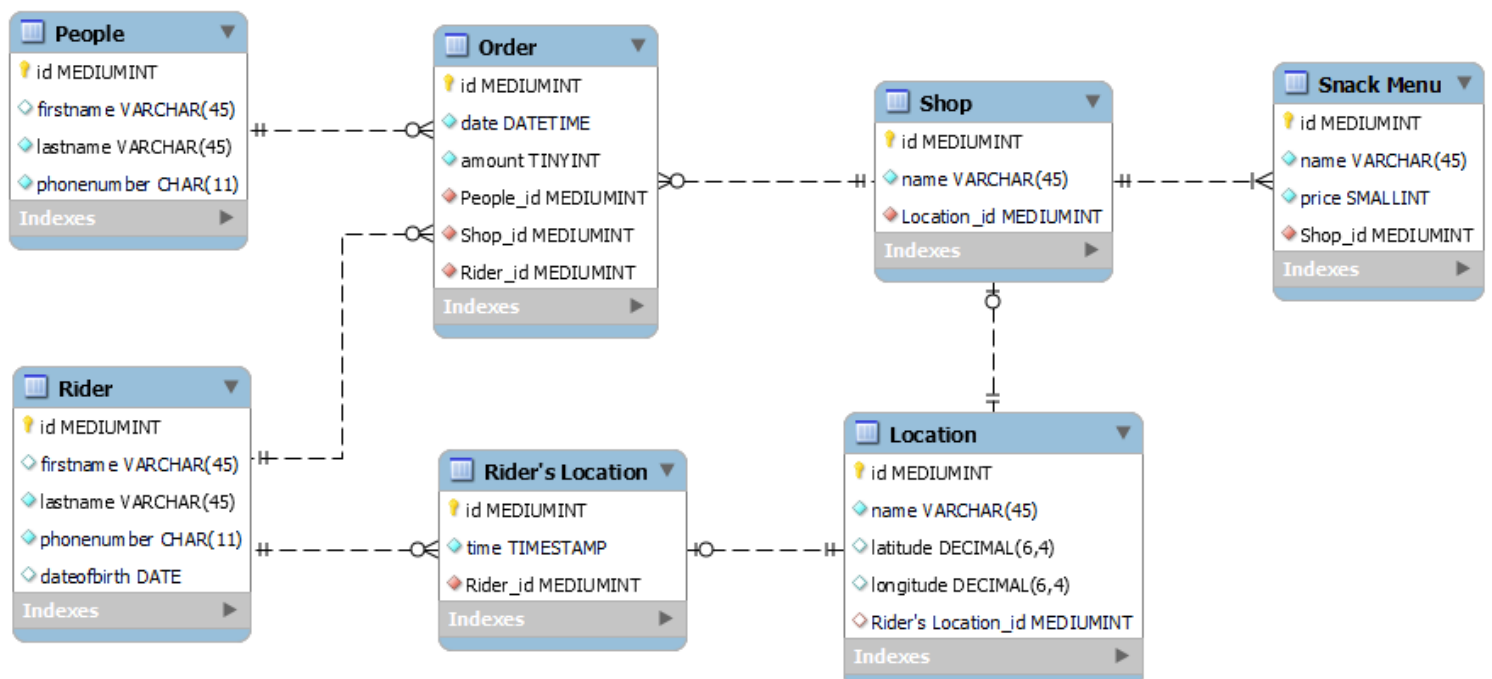 People
id MEDIUMINT
firstname VARCHAR(45)
lastname VARCHAR(45)
phonenumber CHAR(11)
Indexes
Order
id MEDIUMINT
date DATETIME
amount TINYINT
People_id MEDIUMINT
Shop_id MEDIUMINT
Rider_id MEDIUMINT
Indexes
Shop
id MEDIUMINT
name VARCHAR(45)
Location_id MEDIUMINT
Indexes
Snack Menu
id MEDIUMINT
name VARCHAR(45)
price SMALLINT
Shop_id MEDIUMINT
Indexes
Rider
id MEDIUMINT
firstname VARCHAR(45)
lastname VARCHAR(45)
phonenumber CHAR(11)
dateofbirth DATE
Indexes
Rider's Location
id MEDIUMINT
time TIMESTAMP
Rider_id MEDIUMINT
Indexes
Location
id MEDIUMINT
name VARCHAR(45)
latitude DECIMAL(6,4)
longitude DECIMAL(6,4)
Rider's Location_id MEDIUMINT
Indexes